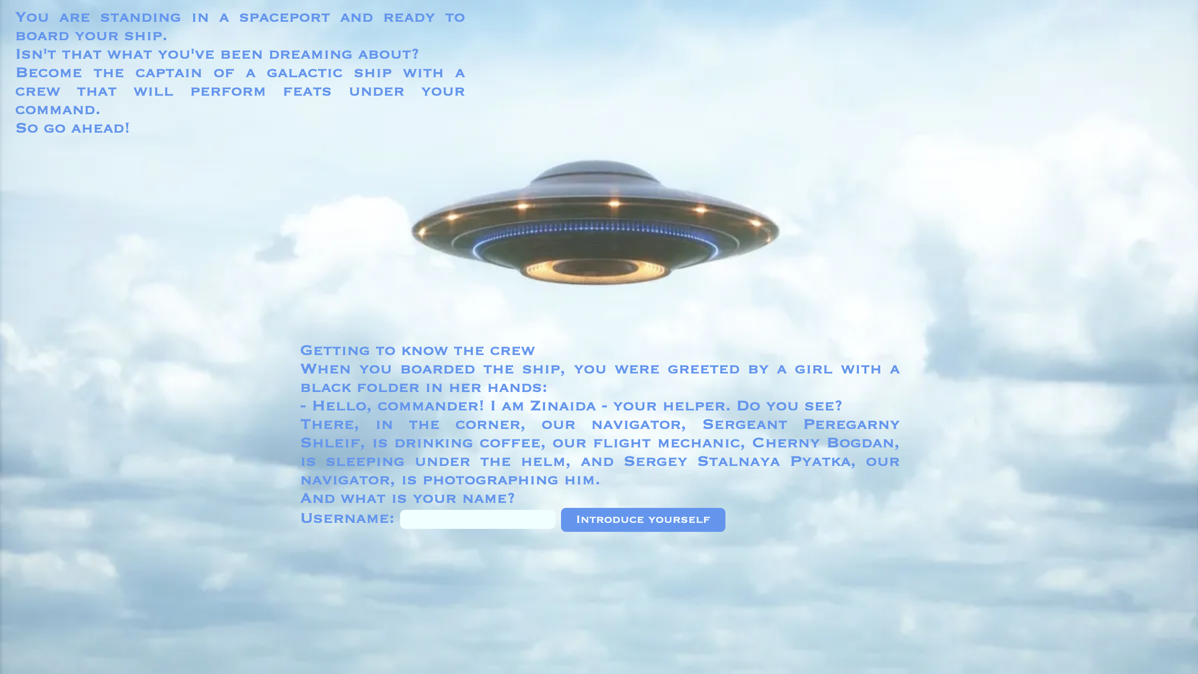 You are standing in a spaceport and ready to
board your ship.
Isn't that what you've been dreaming about?
Become the captain of a galactic ship with a
crew that will perform feats under your
command.
So go ahead!
Getting to know the crew
When you boarded the ship, you were greeted by a girl with a
black folder in her hands:
- Hello, commander! I am Zinaida - your helper. Do you see?
There, in the corner, our navigator, Sergeant Peregarny
Shleif, is drinking coffee, our flight mechanic, Cherny Bogdan,
is sleeping under the helm, and Sergey Stalnaya Pyatka, our
navigator, is photographing him.
And what is your name?
Username:
Introduce yourself